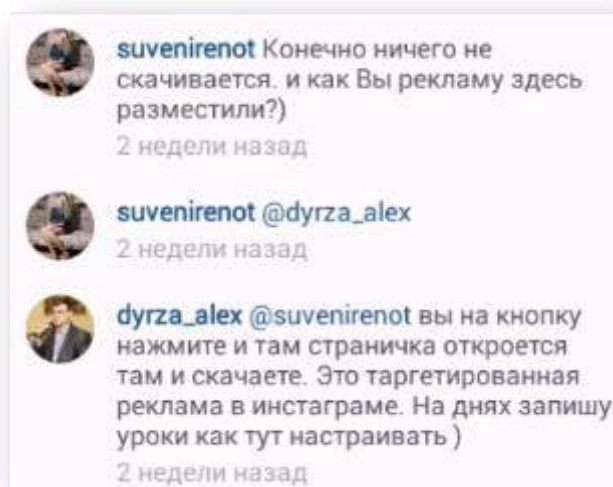 suvenirenot Конечно ничего не
скачивается. и как Вы рекламу здесь
разместили?)
2 недели назад
suvenirenot @dyrza_alex
2 недели назад
dyrza_alex @suvenirenot вы на кнопку
нажмите и там страничка откроется
там и скачаете. Это таргетированная
реклама в инстаграме. На днях запишу
уроки как тут настраивать )
2 недели назад